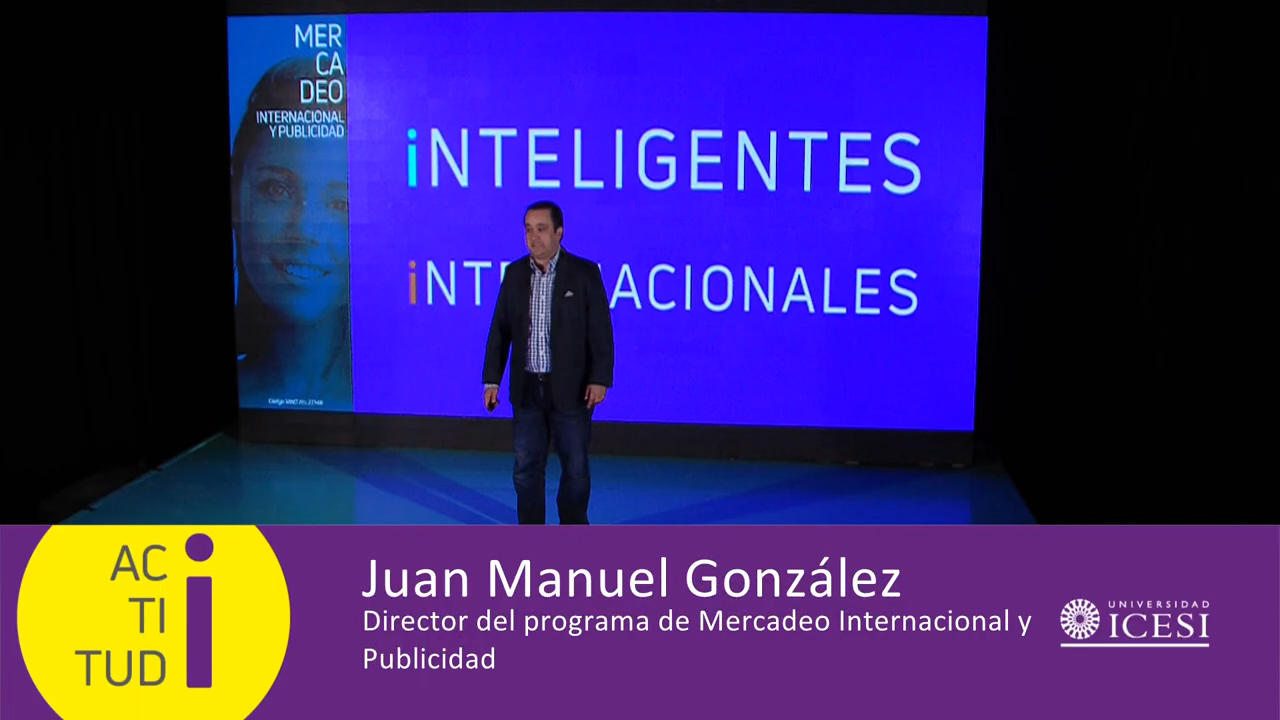 MER
CA
DEO
INTERNACIONAL
Y PUBLICIDAD
iNTELIGENTES
iNT ACIONALES
AC
TI
TUD
i
Juan Manuel González
Director del programa de Mercadeo Internacional y
Publicidad
UNIVERSIDAD
ICESI